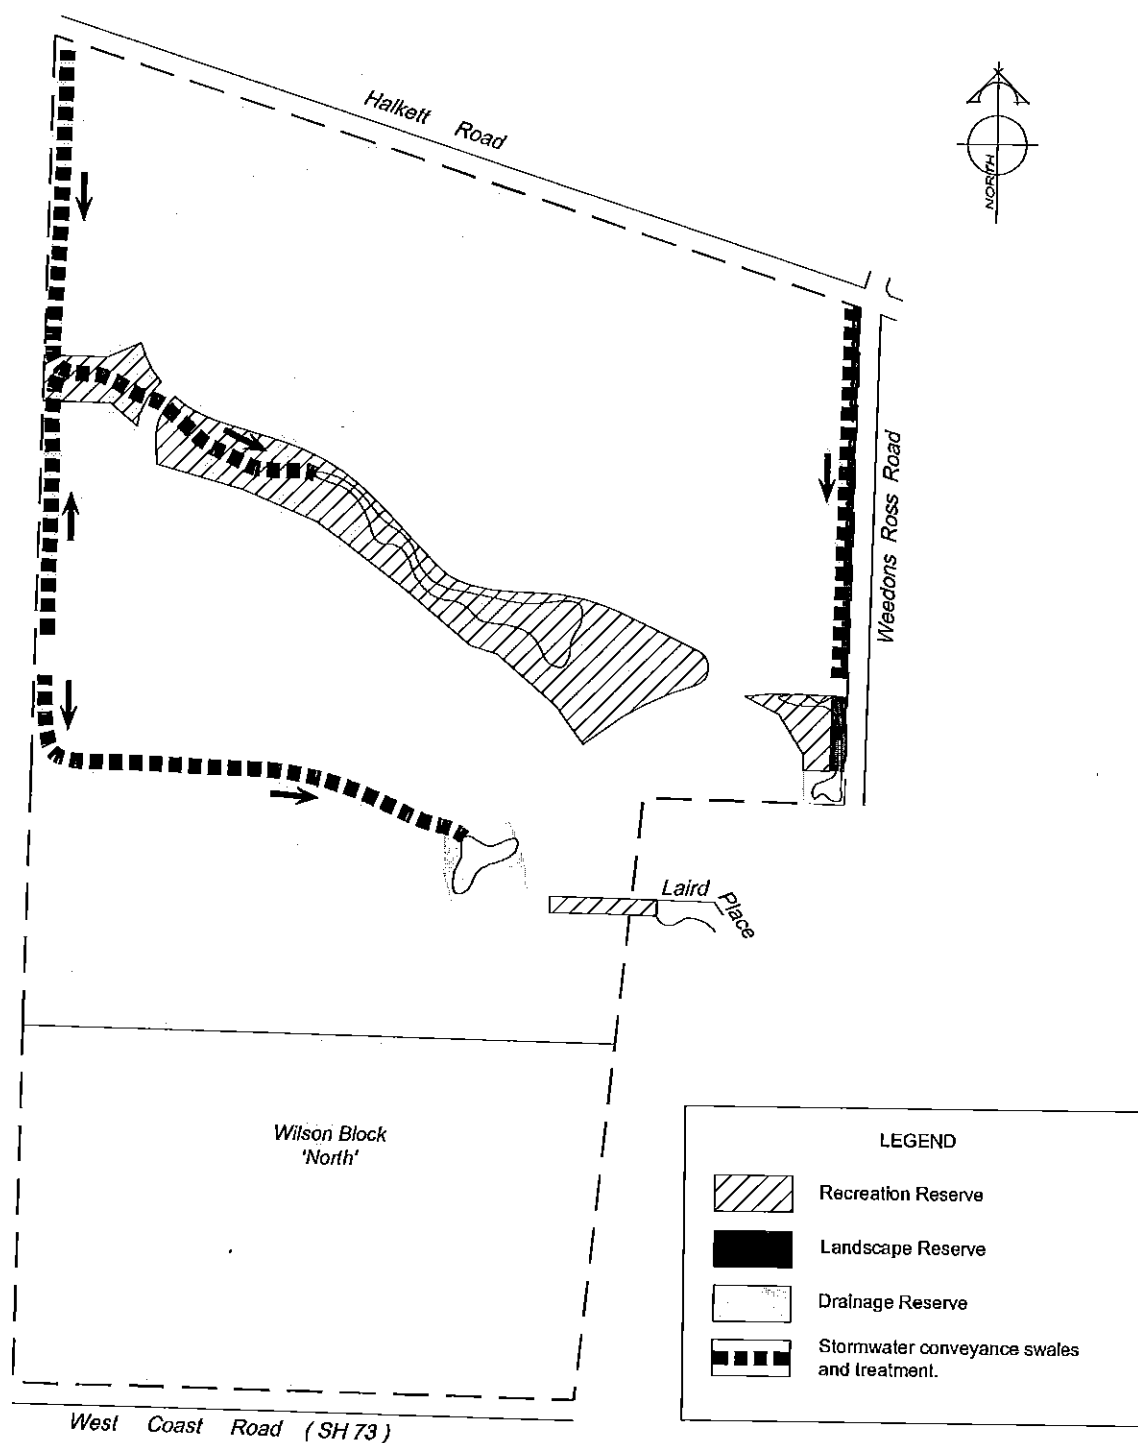 Halkett Road
NORTH
Weedons Ross Road
Laird Place
Wilson Block
'North'
LEGEND
Recreation Reserve
Landscape Reserve
Drainage Reserve
Stormwater conveyance swales
and treatment.
West Coast Road (SH 73)